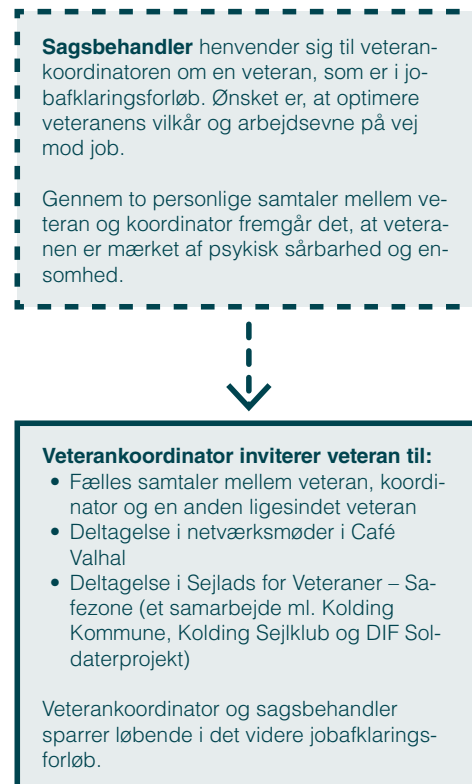 Sagsbehandler henvender sig til veteran-
koordinatoren om en veteran, som er i jo-
bafklaringsforløb. Ønsket er, at optimere
veteranens vilkår og arbejdsevne på vej
mod job.
Gennem to personlige samtaler mellem ve-
teran og koordinator fremgår det, at vetera-
nen er mærket af psykisk sårbarhed og en-
somhed.
Veterankoordinator inviterer veteran til:
• Fælles samtaler mellem veteran, koordi-
nator og en anden ligesindet veteran
• Deltagelse i netværksmøder i Café
Valhal
• Deltagelse i Sejlads for Veteraner – Sa-
fezone (et samarbejde ml. Kolding
Kommune, Kolding Sejlklub og DIF Sol-
daterprojekt)
Veterankoordinator og sagsbehandler
sparrer løbende i det videre jobafklarings-
forløb.